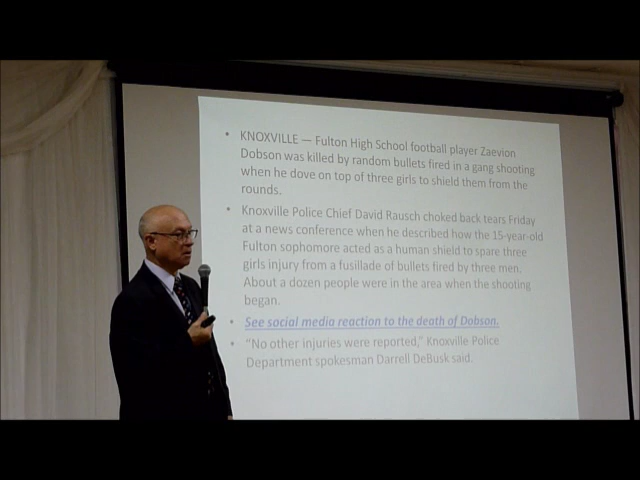 • KNOXVILLE — Fulton High School football player Zaevion
Dobson was killed by random bullets fired in a gang shooting
when he dove on top of three girls to shield them from the
rounds.
• Knoxville Police Chief David Rausch choked back tears Friday
at a news conference when he described how the 15-year-old
Fulton sophomore acted as a human shield to spare three
girls injury from a fusillade of bullets fired by three men.
About a dozen people were in the area when the shooting
began.
• See social media reaction to the death of Dobson.
• “No other injuries were reported,” Knoxville Police
Department spokesman Darrell DeBusk said.